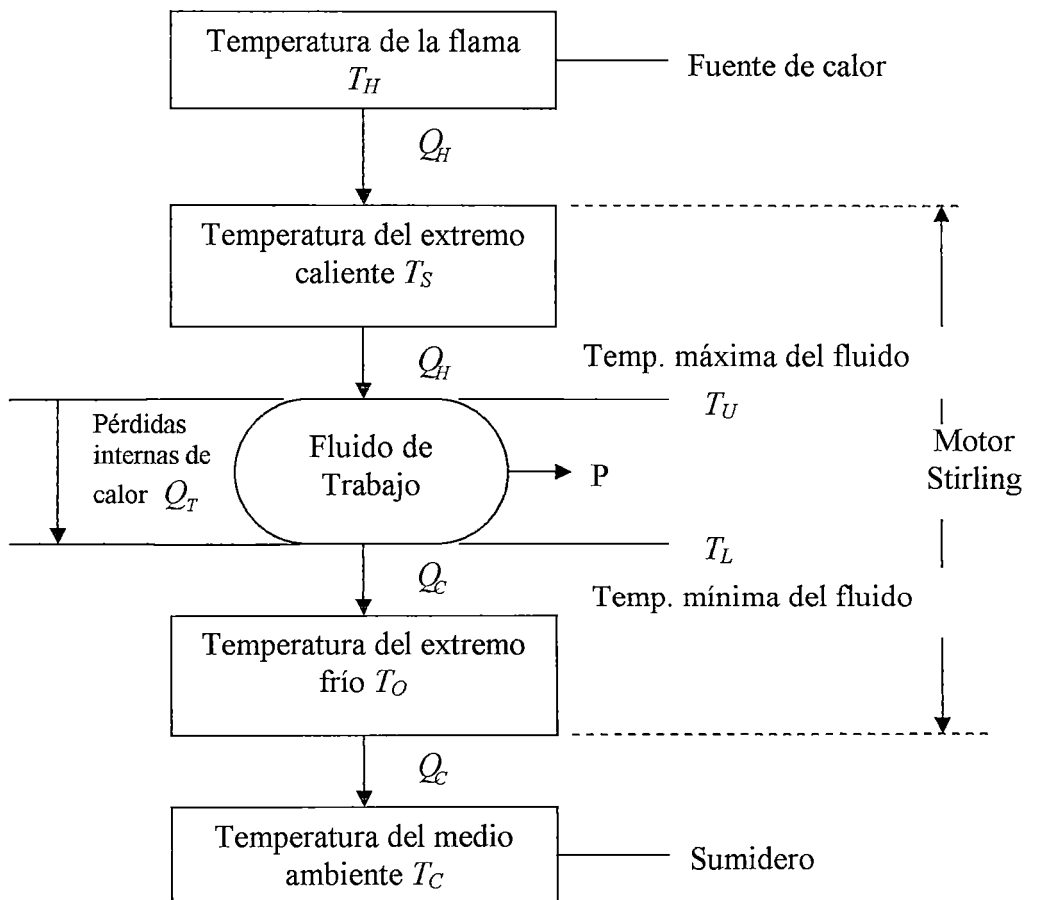 Temperatura de la flama
T_H
Fuente de calor
Q_H
Temperatura del extremo
caliente T_S
Q_H
Temp. máxima del fluido
T_U
Pérdidas
internas de
calor Q_T
Fluido de
Trabajo
P
Motor
Stirling
T_L
Q_C
Temp. mínima del fluido
Temperatura del extremo
frío T_O
Q_C
Temperatura del medio
ambiente T_C
Sumidero